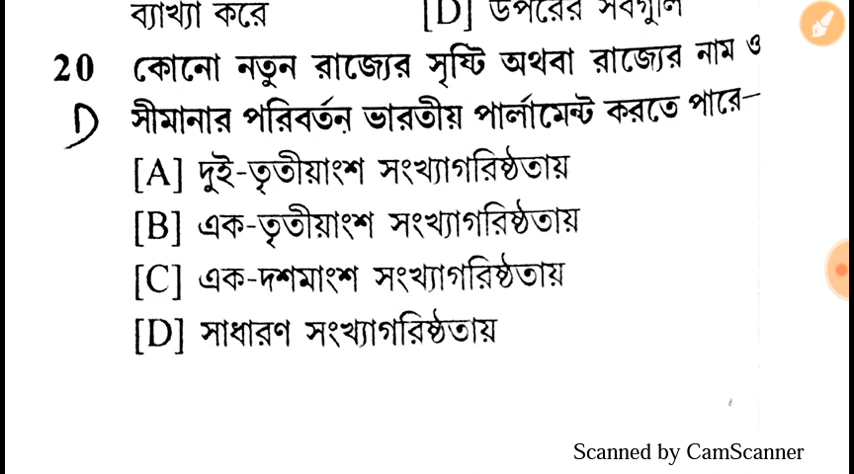 ব্যাখ্যা করে [D] উপরের সবগুলি
20 কোনো নতুন রাজ্যের সৃষ্টি অথবা রাজ্যের নাম ও
D সীমানার পরিবর্তন ভারতীয় পার্লামেন্ট করতে পারে—
[A] দুই-তৃতীয়াংশ সংখ্যাগরিষ্ঠতায়
[B] এক-তৃতীয়াংশ সংখ্যাগরিষ্ঠতায়
[C] এক-দশমাংশ সংখ্যাগরিষ্ঠতায়
[D] সাধারণ সংখ্যাগরিষ্ঠতায়
Scanned by CamScanner